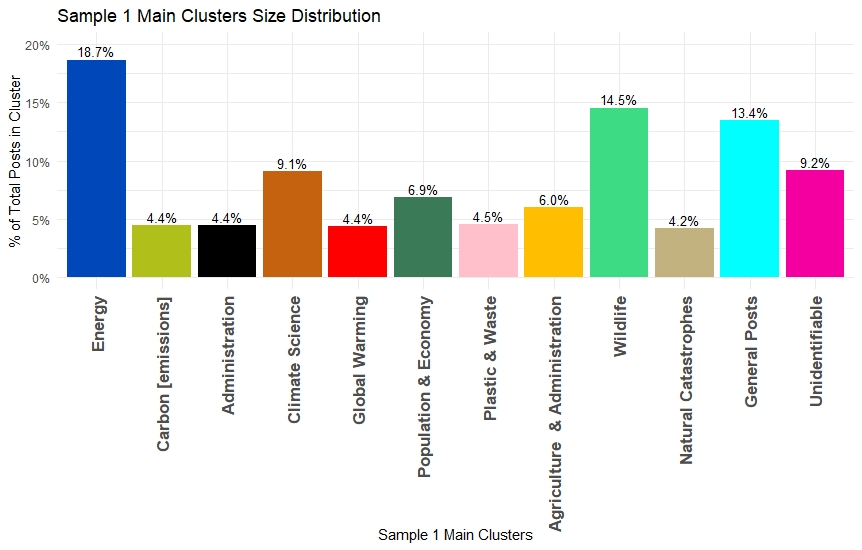 Sample 1 Main Clusters Size Distribution
% of Total Posts in Cluster
20%
15%
10%
5%
0%
18.7%
4.4%
4.4%
9.1%
4.4%
6.9%
4.5%
6.0%
14.5%
4.2%
13.4%
9.2%
Energy
Carbon [emissions]
Administration
Climate Science
Global Warming
Population & Economy
Plastic & Waste
Agriculture  & Administration
Wildlife
Natural Catastrophes
General Posts
Unidentifiable
Sample 1 Main Clusters